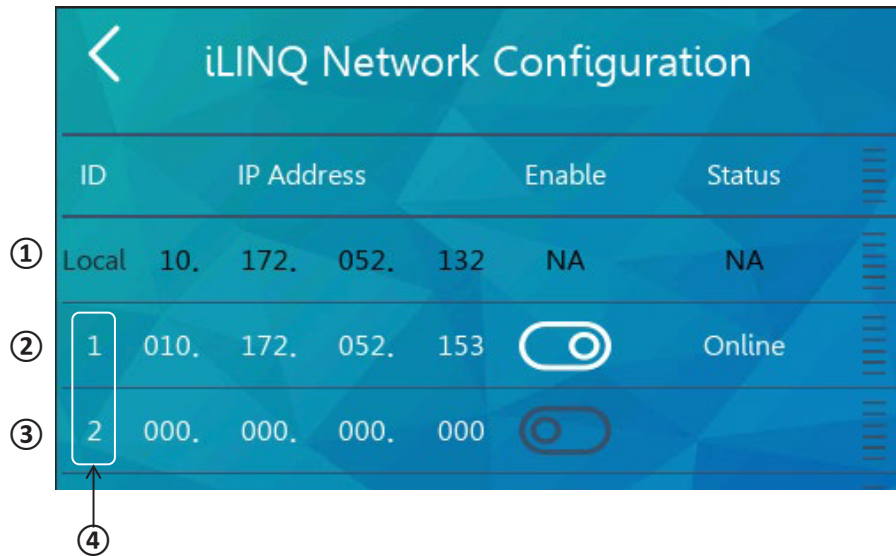 iLINQ Network Configuration
ID IP Address Enable Status
① Local 10. 172. 052. 132 NA NA
② 1 010. 172. 052. 153 Online
③ 2 000. 000. 000. 000
④